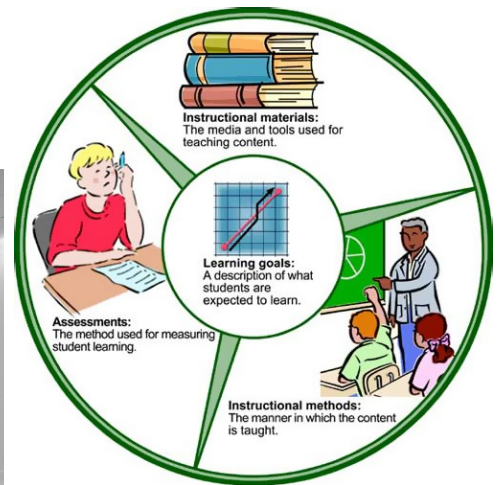 Instructional materials:
The media and tools used for
teaching content.
Learning goals:
A description of what
students are
expected to learn.
Assessments:
The method used for measuring
student learning.
Instructional methods:
The manner in which the content
is taught.